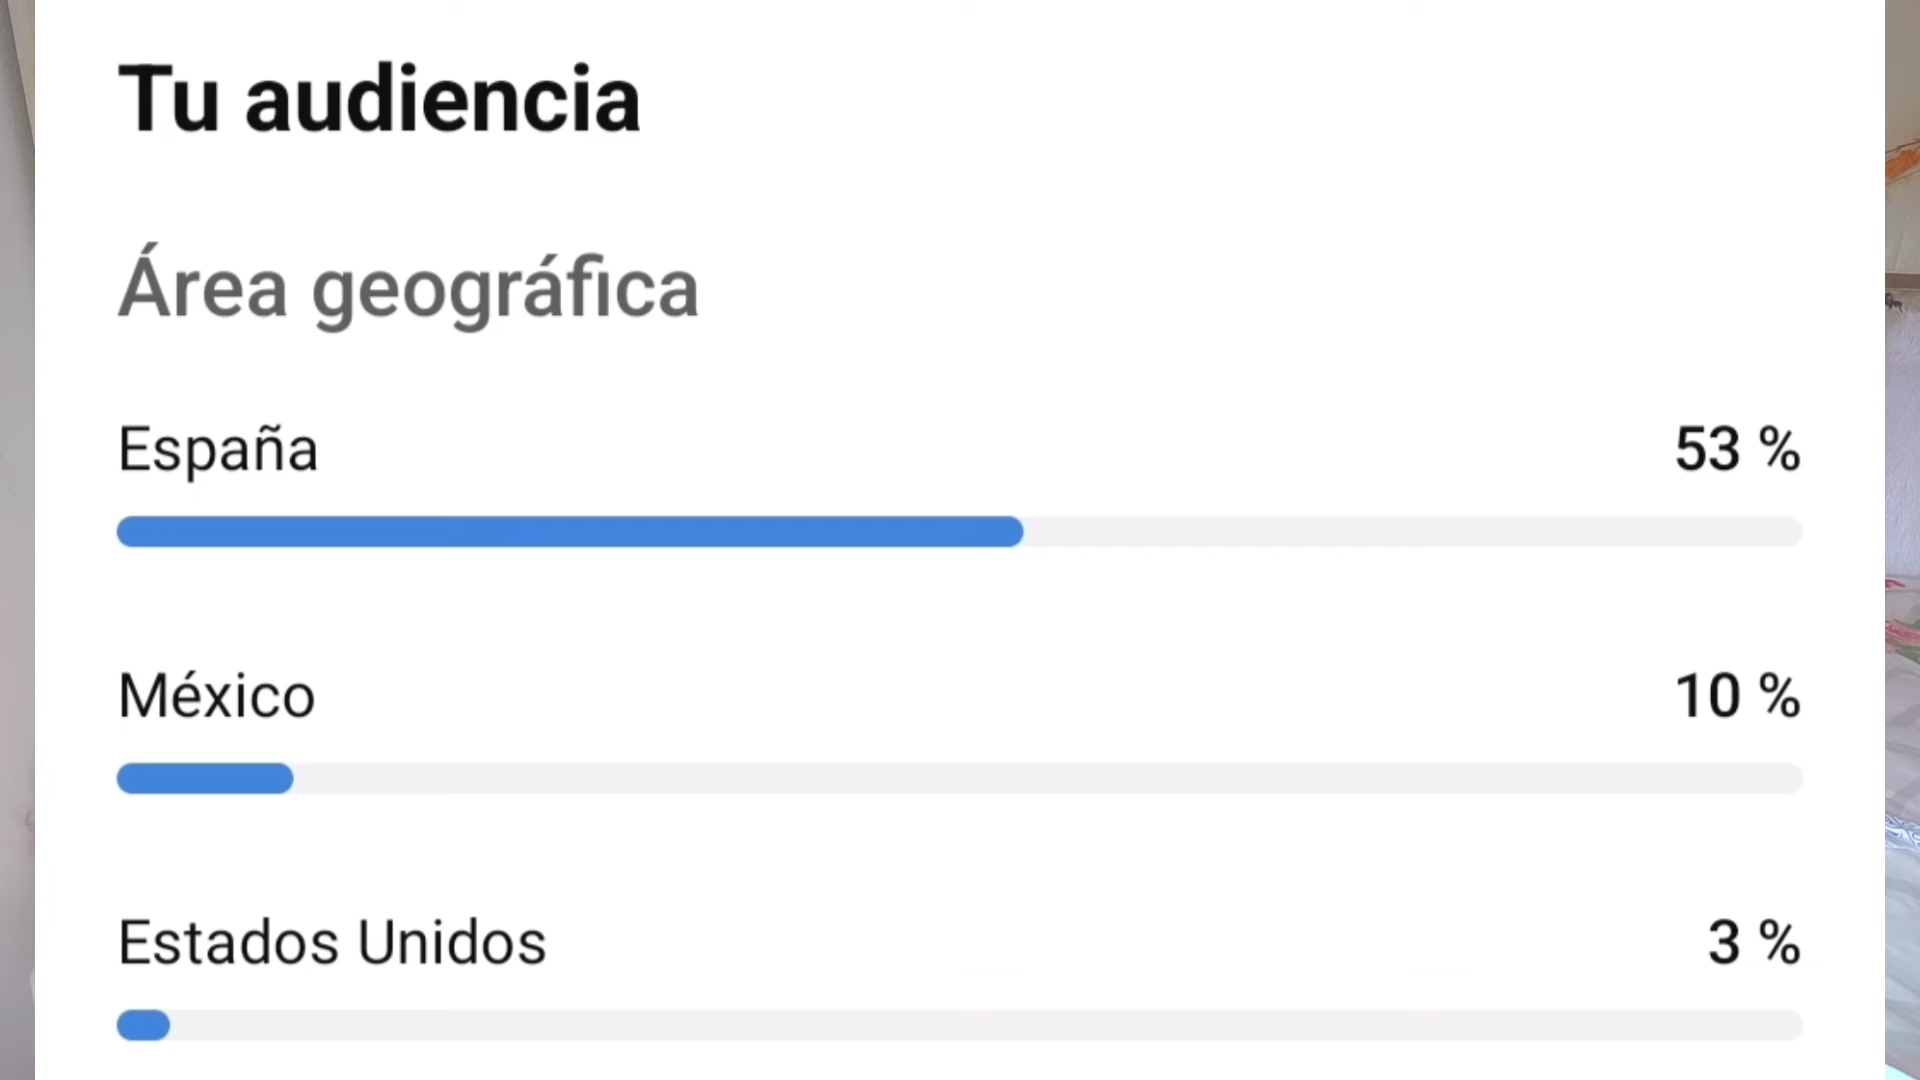 Tu audiencia
Área geográfica
España 53 %
México 10 %
Estados Unidos 3 %